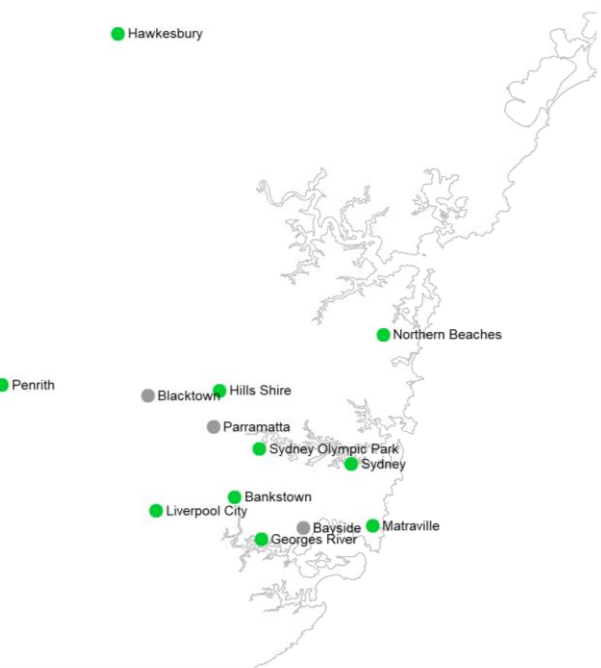 Hawkesbury
Northern Beaches
Penrith
Hills Shire
Blacktown
Parramatta
Sydney Olympic Park
Sydney
Bankstown
Liverpool City
Matraville
Bayside
Georges River